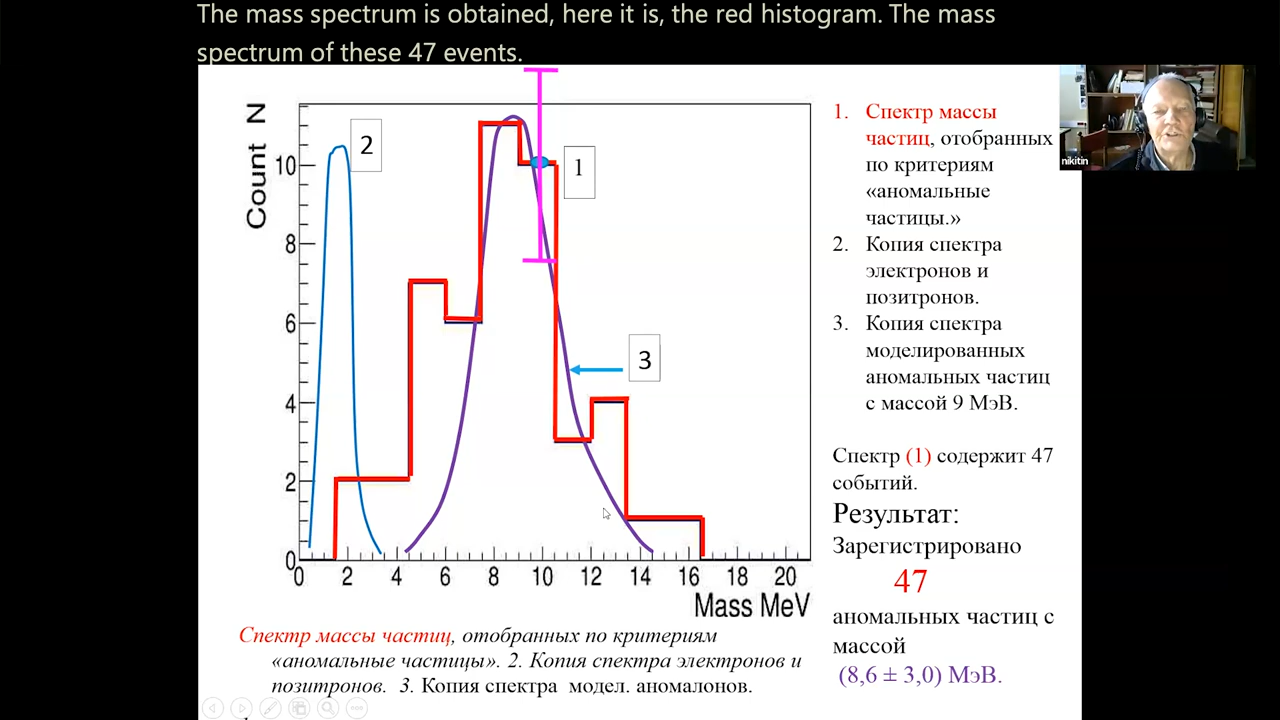 The mass spectrum is obtained, here it is, the red histogram. The mass
spectrum of these 47 events.
Count N
10
8
6
4
2
0
0 2 4 6 8 10 12 14 16 18 20
Mass MeV
2
1
3
1. Спектр массы
частиц, отобранных
по критериям
«аномальные
частицы.»
2. Копия спектра
электронов и
позитронов.
3. Копия спектра
моделированных
аномальных частиц
с массой 9 МэВ.
Спектр (1) содержит 47
событий.
Результат:
Зарегистрировано
47
аномальных частиц с
массой
(8,6 ± 3,0) МэВ.
Спектр массы частиц, отобранных по критериям
«аномальные частицы». 2. Копия спектра электронов и
позитронов. 3. Копия спектра модел. аномалонов.
nikitin